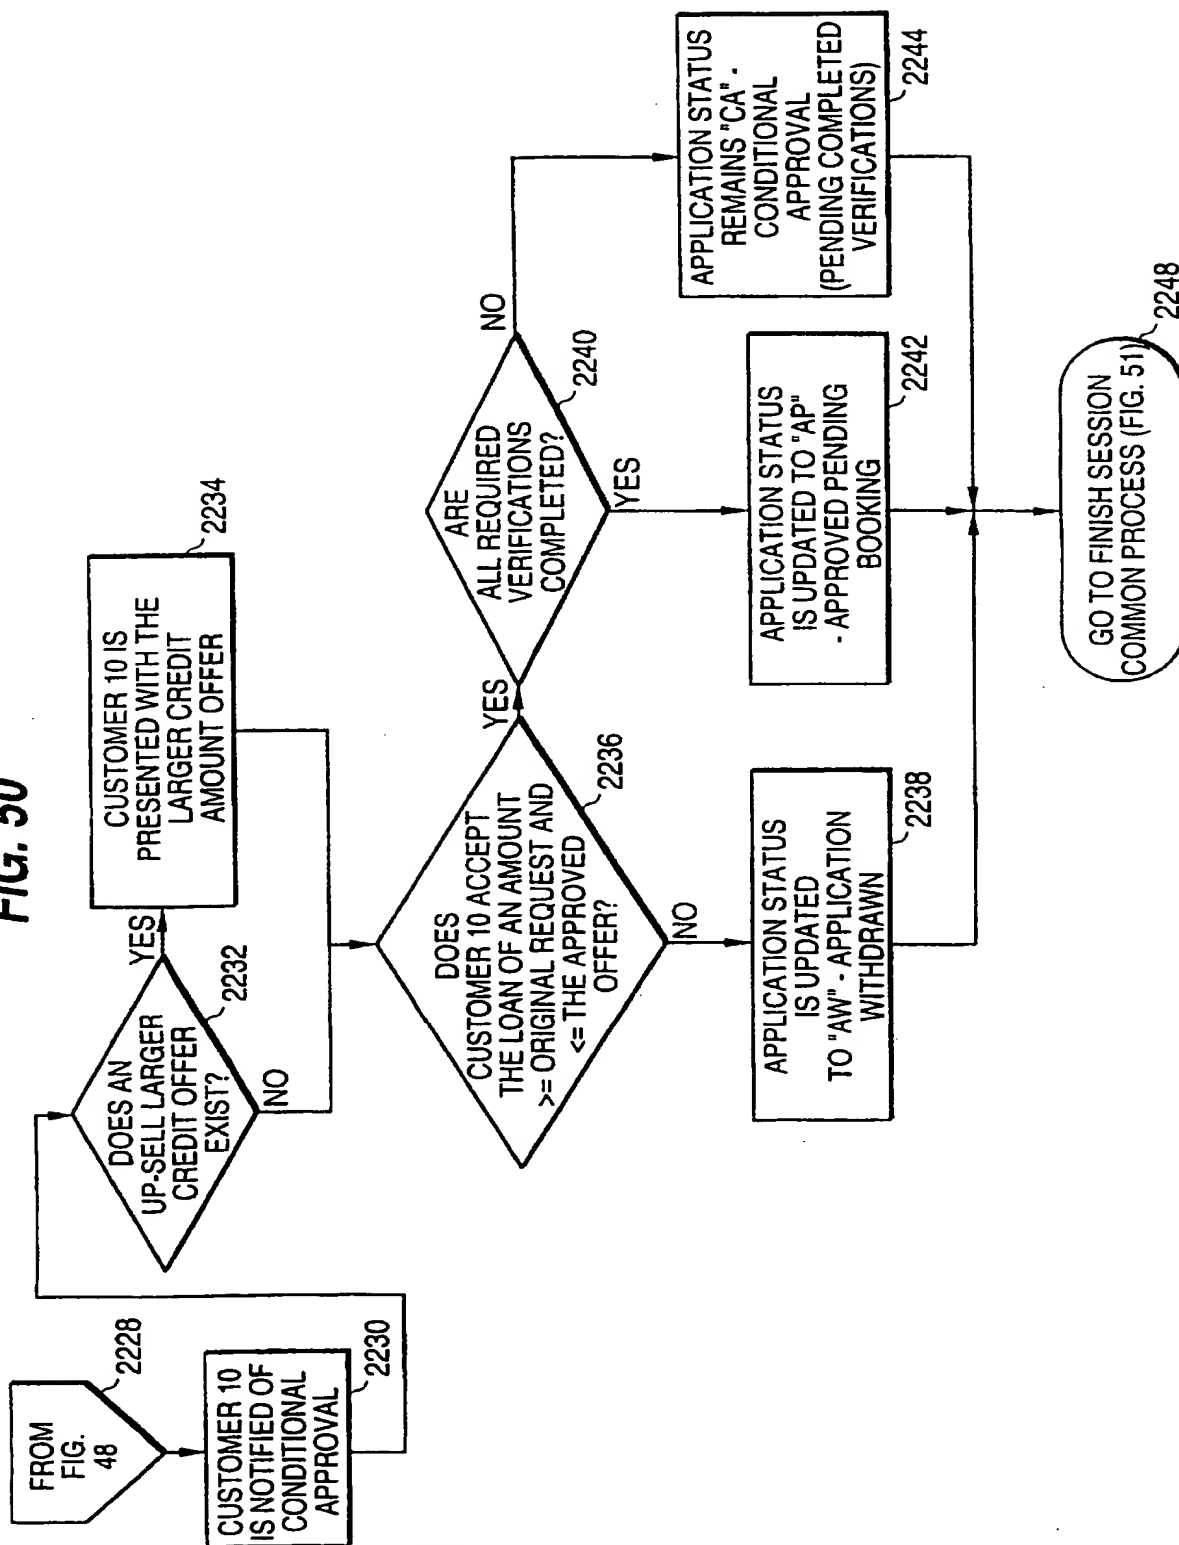 FIG. 50
FROM
FIG.
48
2228
CUSTOMER 10
IS NOTIFIED OF
CONDITIONAL
APPROVAL
2230
DOES AN
UP-SELL LARGER
CREDIT OFFER
EXIST?
2232
YES
NO
CUSTOMER 10 IS
PRESENTED WITH THE
LARGER CREDIT
AMOUNT OFFER
2234
DOES
CUSTOMER 10 ACCEPT
THE LOAN OF AN AMOUNT
>= ORIGINAL REQUEST AND
<= THE APPROVED
OFFER?
2236
YES
NO
APPLICATION STATUS
IS UPDATED
TO "AW" - APPLICATION
WITHDRAWN
2238
ARE
ALL REQUIRED
VERIFICATIONS
COMPLETED?
2240
NO
YES
APPLICATION STATUS
IS UPDATED TO "AP"
- APPROVED PENDING
BOOKING
2242
APPLICATION STATUS
REMAINS "CA" -
CONDITIONAL
APPROVAL
(PENDING COMPLETED
VERIFICATIONS)
2244
GO TO FINISH SESSION
COMMON PROCESS (FIG. 51)
2248